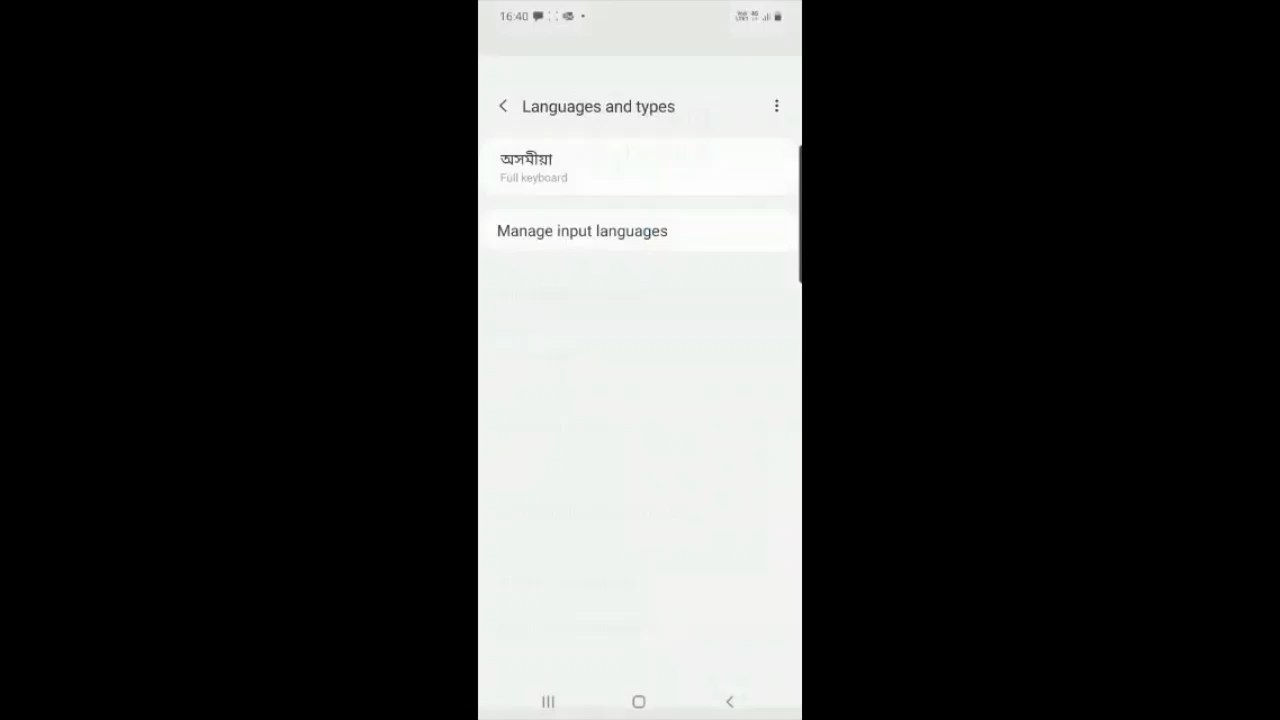 16:40
Languages and types
অসমীয়া
Full keyboard
Manage input languages